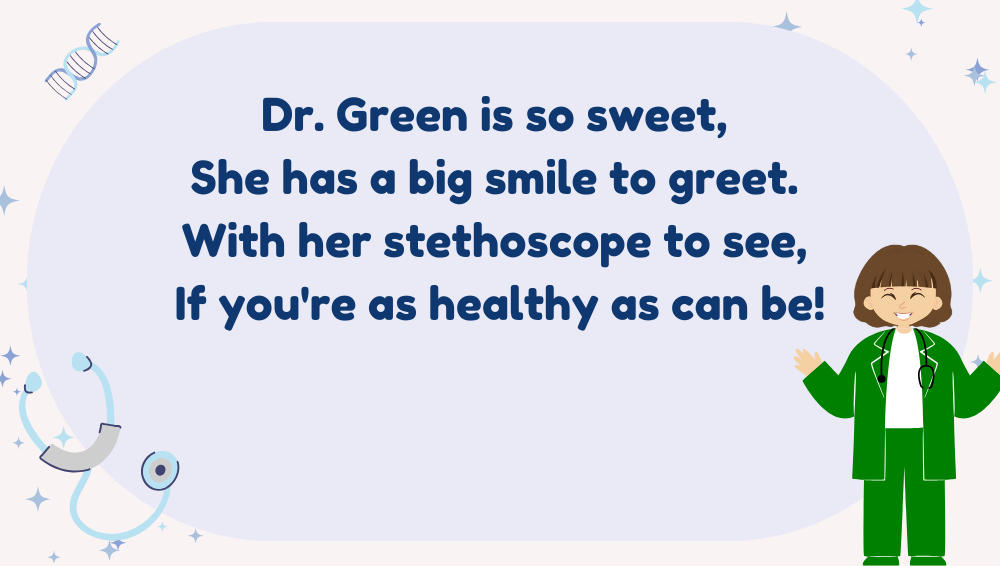 Dr. Green is so sweet,
She has a big smile to greet.
With her stethoscope to see,
If you're as healthy as can be!